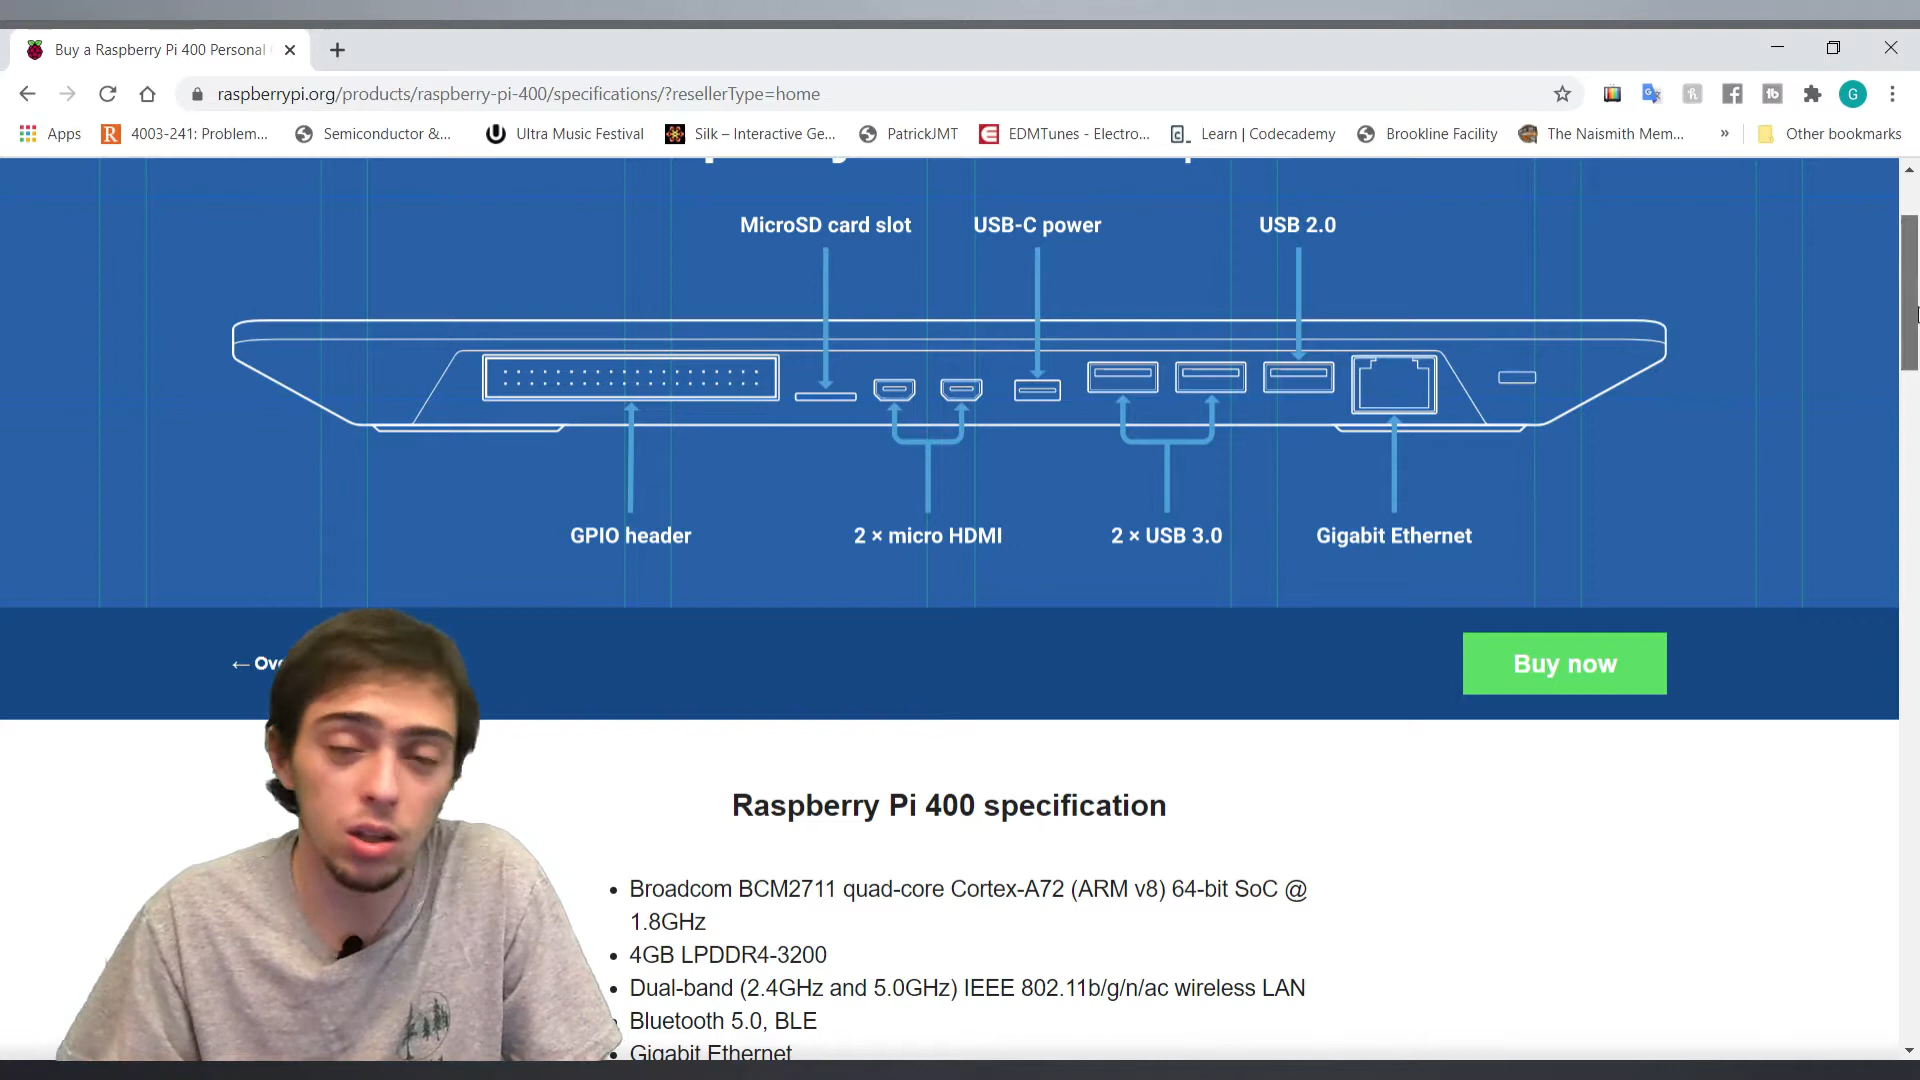 Buy a Raspberry Pi 400 Personal
raspberrypi.org/products/raspberry-pi-400/specifications/?resellerType=home
G
Apps
4003-241: Problem...
Semiconductor &...
Ultra Music Festival
Silk – Interactive Ge...
PatrickJMT
EDMTunes - Electro...
Learn | Codecademy
Brookline Facility
The Naismith Mem...
»
Other bookmarks
MicroSD card slot
USB-C power
USB 2.0
GPIO header
2 × micro HDMI
2 × USB 3.0
Gigabit Ethernet
Buy now
Raspberry Pi 400 specification
• Broadcom BCM2711 quad-core Cortex-A72 (ARM v8) 64-bit SoC @
1.8GHz
• 4GB LPDDR4-3200
• Dual-band (2.4GHz and 5.0GHz) IEEE 802.11b/g/n/ac wireless LAN
• Bluetooth 5.0, BLE
• Gigabit Ethernet